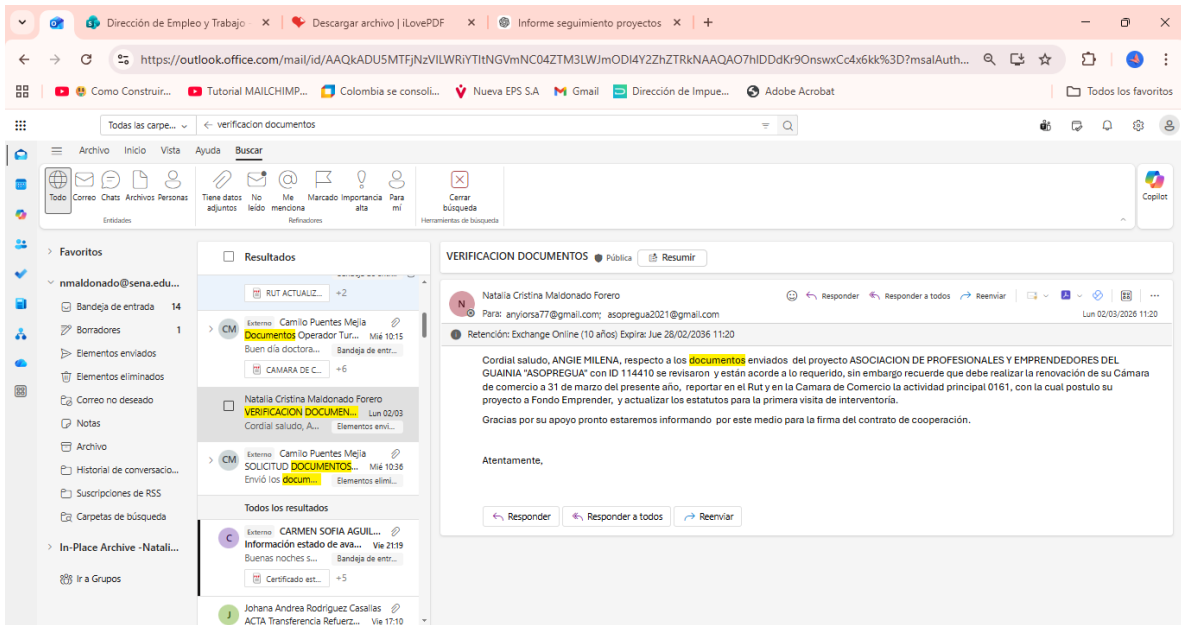 Dirección de Empleo y Trabajo
Descargar archivo | iLovePDF
Informe seguimiento proyectos
https://outlook.office.com/mail/id/AAQkADU5MTFjNzVlLWRiYTItNGVmNC04ZTM3LWJmODI4Y2ZhZTRkNAAQAO7hlDDdKr9OnswxCc4x6kk%3D?msalAuth...
Como Construir...
Tutorial MAILCHIMP...
Colombia se consoli...
Nueva EPS S.A
Gmail
Dirección de Impue...
Adobe Acrobat
Todos los favoritos
Todas las carpe...
verificacion documentos
Archivo Inicio Vista Ayuda Buscar
Todo Correo Chats Archivos Personas
Entidades
Tiene datos adjuntos
No leído
Me menciona
Marcado
Importancia alta
Para mí
Refinadores
Cerrar búsqueda
Herramientas de búsqueda
Copilot
Favoritos
nmaldonado@sena.edu...
Bandeja de entrada 14
Borradores 1
Elementos enviados
Elementos eliminados
Correo no deseado
Notas
Archivo
Historial de conversacio...
Suscripciones de RSS
Carpetas de búsqueda
In-Place Archive -Natali...
Ir a Grupos
Resultados
RUT ACTUALIZ... +2
CM
Externo Camilo Puentes Mejia
Documentos Operador Tur... Mié 10:15
Buen día doctora... Bandeja de entr...
CAMARA DE C... +6
Natalia Cristina Maldonado Forero
VERIFICACION DOCUMEN... Lun 02/03
Cordial saludo, A... Elementos envi...
CM
Externo Camilo Puentes Mejia
SOLICITUD DOCUMENTOS... Mié 10:36
Envió los docum... Elementos elimi...
Todos los resultados
C
Externo CARMEN SOFIA AGUIL...
Información estado de ava... Vie 21:19
Buenas noches s... Bandeja de entr...
Certificado est... +5
J
Johana Andrea Rodriguez Casallas
ACTA Transferencia Refuerz... Vie 17:10
VERIFICACION DOCUMENTOS Pública Resumir
N
Natalia Cristina Maldonado Forero
Responder Responder a todos Reenviar
Para: anyiorsa77@gmail.com; asopregua2021@gmail.com
Lun 02/03/2026 11:20
Retención: Exchange Online (10 años) Expira: Jue 28/02/2036 11:20
Cordial saludo, ANGIE MILENA, respecto a los documentos enviados del proyecto ASOCIACION DE PROFESIONALES Y EMPRENDEDORES DEL
GUAINIA "ASOPREGUA" con ID 114410 se revisaron y están acorde a lo requerido, sin embargo recuerde que debe realizar la renovación de su Cámara
de comercio a 31 de marzo del presente año, reportar en el Rut y en la Camara de Comercio la actividad principal 0161, con la cual postulo su
proyecto a Fondo Emprender, y actualizar los estatutos para la primera visita de interventoría.
Gracias por su apoyo pronto estaremos informando por este medio para la firma del contrato de cooperación.
Atentamente,
Responder
Responder a todos
Reenviar